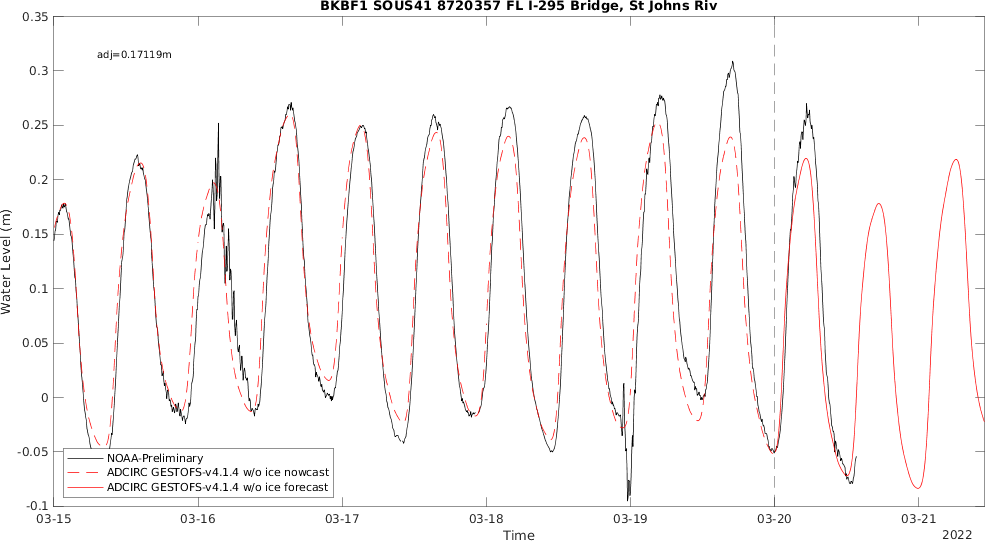 BKBF1 SOUS41 8720357 FL I-295 Bridge, St Johns Riv
adj=0.17119m
0.35
0.3
0.25
0.2
0.15
0.1
0.05
0
-0.05
-0.1
Water Level (m)
NOAA-Preliminary
ADCIRC GESTOFS-v4.1.4 w/o ice nowcast
ADCIRC GESTOFS-v4.1.4 w/o ice forecast
03-15 03-16 03-17 03-18 03-19 03-20 03-21
Time
2022